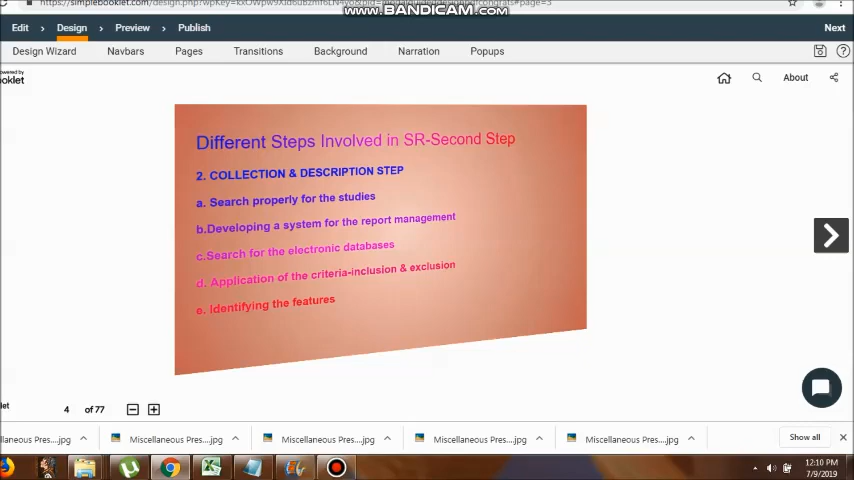 www.BANDICAM.com
Edit Design Preview Publish Next
Design Wizard Navbars Pages Transitions Background Narration Popups
About
Different Steps Involved in SR-Second Step
2. COLLECTION & DESCRIPTION STEP
a. Search properly for the studies
b.Developing a system for the report management
c.Search for the electronic databases
d. Application of the criteria-inclusion & exclusion
e. Identifying the features
4 of 77
Miscellaneous Pres....jpg Miscellaneous Pres....jpg Miscellaneous Pres....jpg Miscellaneous Pres....jpg Show all
12:10 PM
7/9/2019